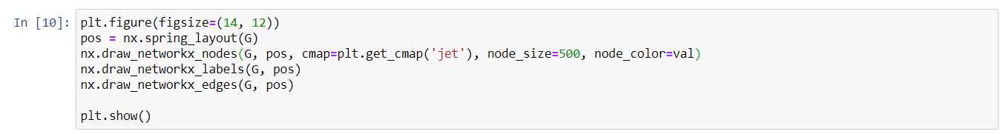 In [10]: plt.figure(figsize=(14, 12))
pos = nx.spring_layout(G)
nx.draw_networkx_nodes(G, pos, cmap=plt.get_cmap('jet'), node_size=500, node_color=val)
nx.draw_networkx_labels(G, pos)
nx.draw_networkx_edges(G, pos)

plt.show()